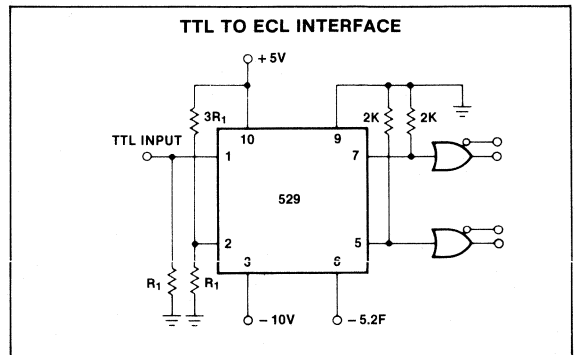 TTL TO ECL INTERFACE
+ 5V
3R₁
2K
2K
TTL INPUT
10
9
1
7
529
2
5
3
6
R₁
R₁
– 10V
– 5.2F